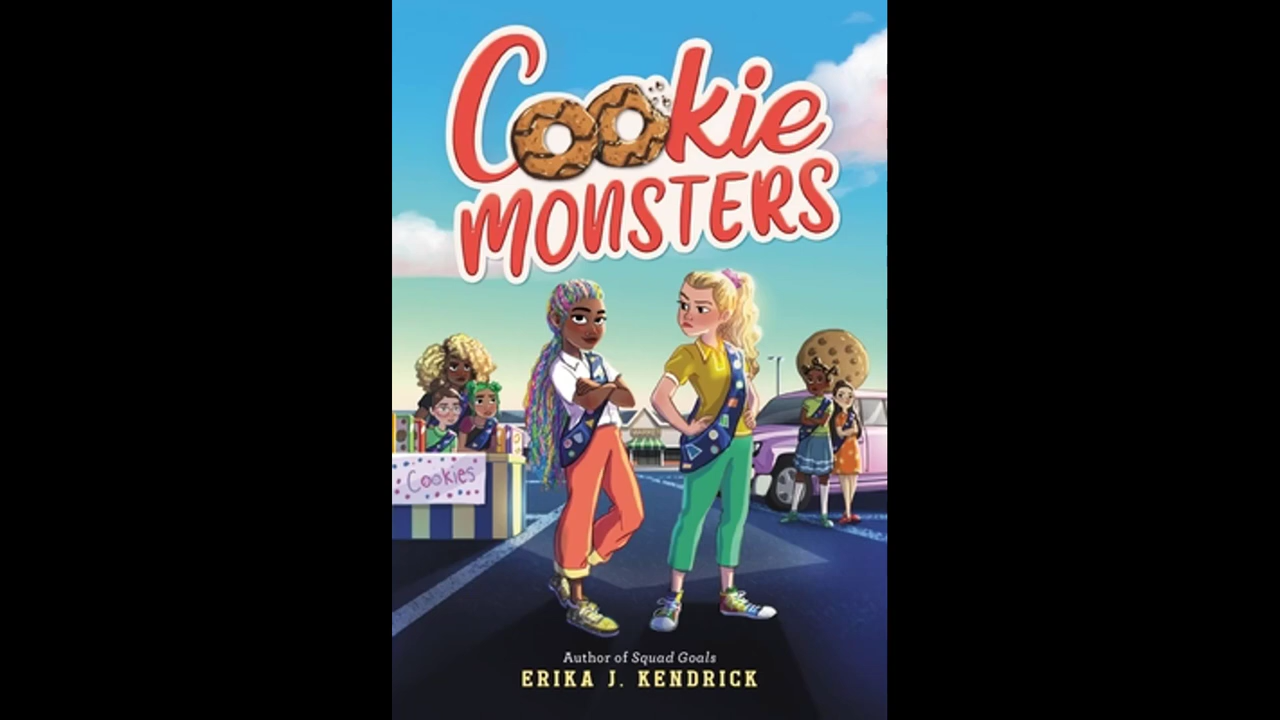 Cookie
MONSTERS
Cookies
Author of Squad Goals
ERIKA J. KENDRICK